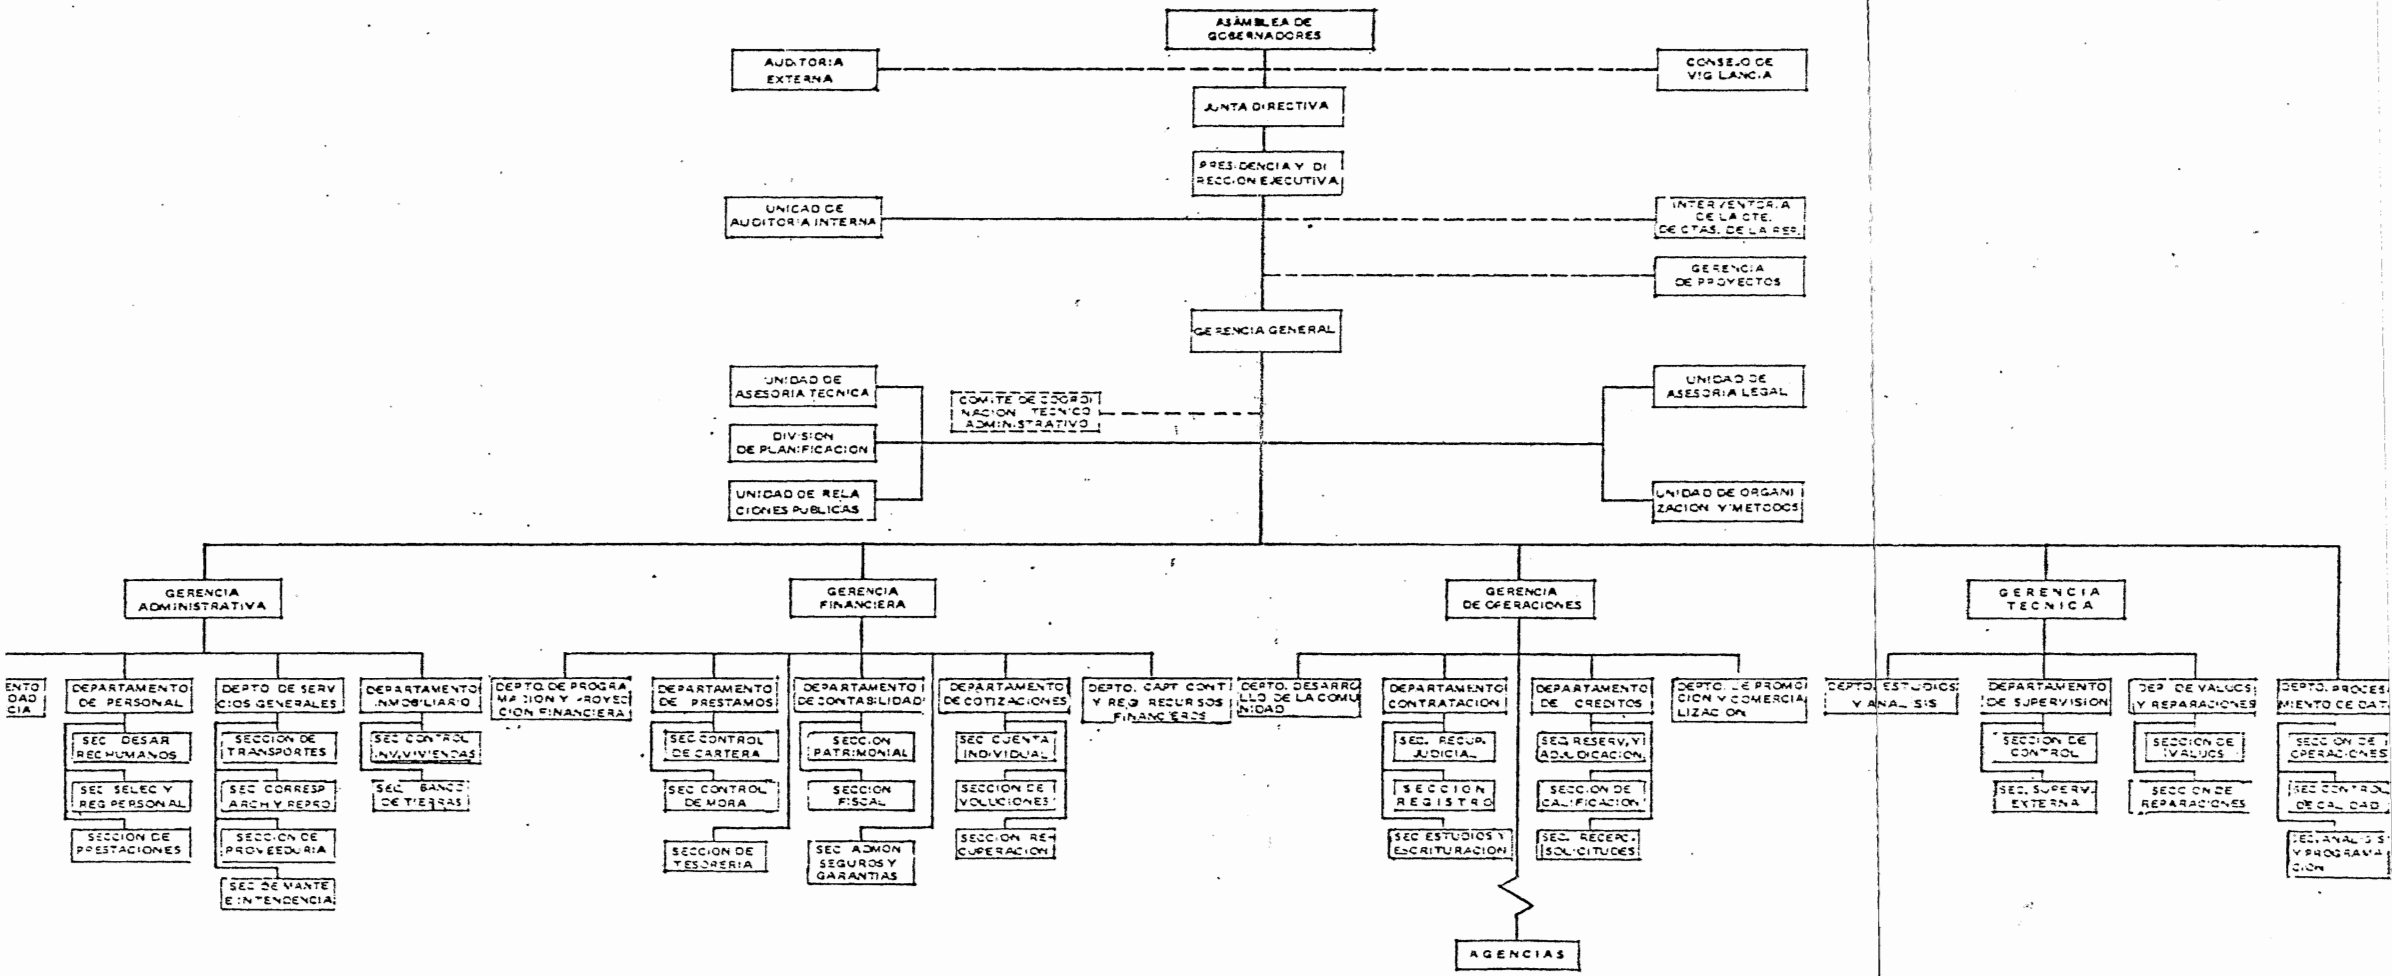 ASAMBLEA DE
GOBERNADORES
AUDITORIA
EXTERNA
CONSEJO DE
VIGILANCIA
JUNTA DIRECTIVA
PRESIDENCIA Y DI
RECCION EJECUTIVA
UNIDAD DE
AUDITORIA INTERNA
INTERVENTORIA
DE LA CTE.
DE CTAS. DE LA REP.
GERENCIA
DE PROYECTOS
GERENCIA GENERAL
UNIDAD DE
ASESORIA TECNICA
COMITE DE COORDI
NACION TECNICO
ADMINISTRATIVO
UNIDAD DE
ASESORIA LEGAL
DIVISION
DE PLANIFICACION
UNIDAD DE RELA
CIONES PUBLICAS
UNIDAD DE ORGANI
ZACION Y METODOS
GERENCIA
ADMINISTRATIVA
GERENCIA
FINANCIERA
GERENCIA
DE OPERACIONES
GERENCIA
TECNICA
ENTO
DAD
CIA
DEPARTAMENTO
DE PERSONAL
SEC. DESAR
REC HUMANOS
SEC SELEC Y
REG PERSONAL
SECCION DE
PRESTACIONES
DEPTO DE SERV
CIOS GENERALES
SECCION DE
TRANSPORTES
SEC CORRESP
ARCH Y REPRO
SECCION DE
PROVEEDURIA
SEC DE MANTE
E INTENDENCIA
DEPARTAMENTO
INMOBILIARIO
SEC CONTROL
INV. VIVIENDAS
SEC BANCO
DE TIERRAS
DEPTO. DE PROGRA
MACION Y PROYEC
CION FINANCIERA
DEPARTAMENTO
DE PRESTAMOS
SEC CONTROL
DE CARTERA
SEC CONTROL
DE MORA
SECCION DE
TESORERIA
DEPARTAMENTO
DE CONTABILIDAD
SECCION
PATRIMONIAL
SECCION
FISCAL
SEC ADMON
SEGUROS Y
GARANTIAS
DEPARTAMENTO
DE COTIZACIONES
SEC CUENTA
INDIVIDUAL
SECCION DE
VOLUCIONES
SECCION RE
CUPERACION
DEPTO. CAPT CONT
Y REG RECURSOS
FINANCIEROS
DEPTO. DESARRO
LLO DE LA COMU
NIDAD
DEPARTAMENTO
CONTRATACION
SEC. RECUP.
JUDICIAL
SECCION
REGISTRO
SEC ESTUDIOS Y
ESCRITURACION
AGENCIAS
DEPARTAMENTO
DE CREDITOS
SEC RESERV. Y
ADJUDICACION
SECCION DE
CALIFICACION
SEC. RECEPC.
SOLICITUDES
DEPTO. DE PROMO
CION Y COMERCIA
LIZACION
DEPTO. ESTUDIOS
Y ANALISIS
DEPARTAMENTO
DE SUPERVISION
SECCION DE
CONTROL
SEC. SUPERV.
EXTERNA
DEP. DE VALUOS
Y REPARACIONES
SECCION DE
VALUOS
SECCION DE
REPARACIONES
DEPTO. PROCESA
MIENTO DE DAT
SECCION DE
OPERACIONES
SEC CONTROL
DE CALIDAD
SEC. ANALISIS
Y PROGRAMA
CION